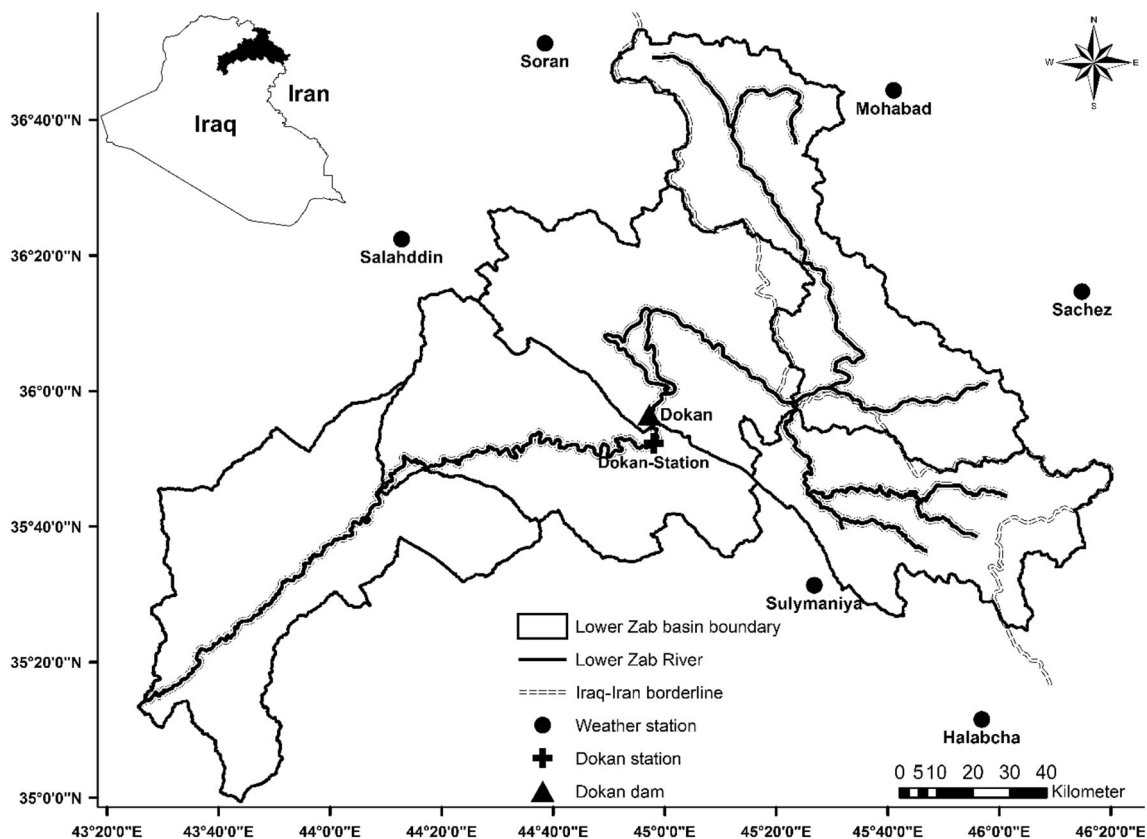 Iraq
Iran
N
W
E
S
Soran
Mohabad
Salahddin
Sachez
Dokan
Dokan-Station
Sulymaniya
Halabcha
Lower Zab basin boundary
Lower Zab River
Iraq-Iran borderline
Weather station
Dokan station
Dokan dam
0 5 10 20 30 40
Kilometer
36°40'0"N
36°20'0"N
36°0'0"N
35°40'0"N
35°20'0"N
35°0'0"N
43°20'0"E 43°40'0"E 44°0'0"E 44°20'0"E 44°40'0"E 45°0'0"E 45°20'0"E 45°40'0"E 46°0'0"E 46°20'0"E